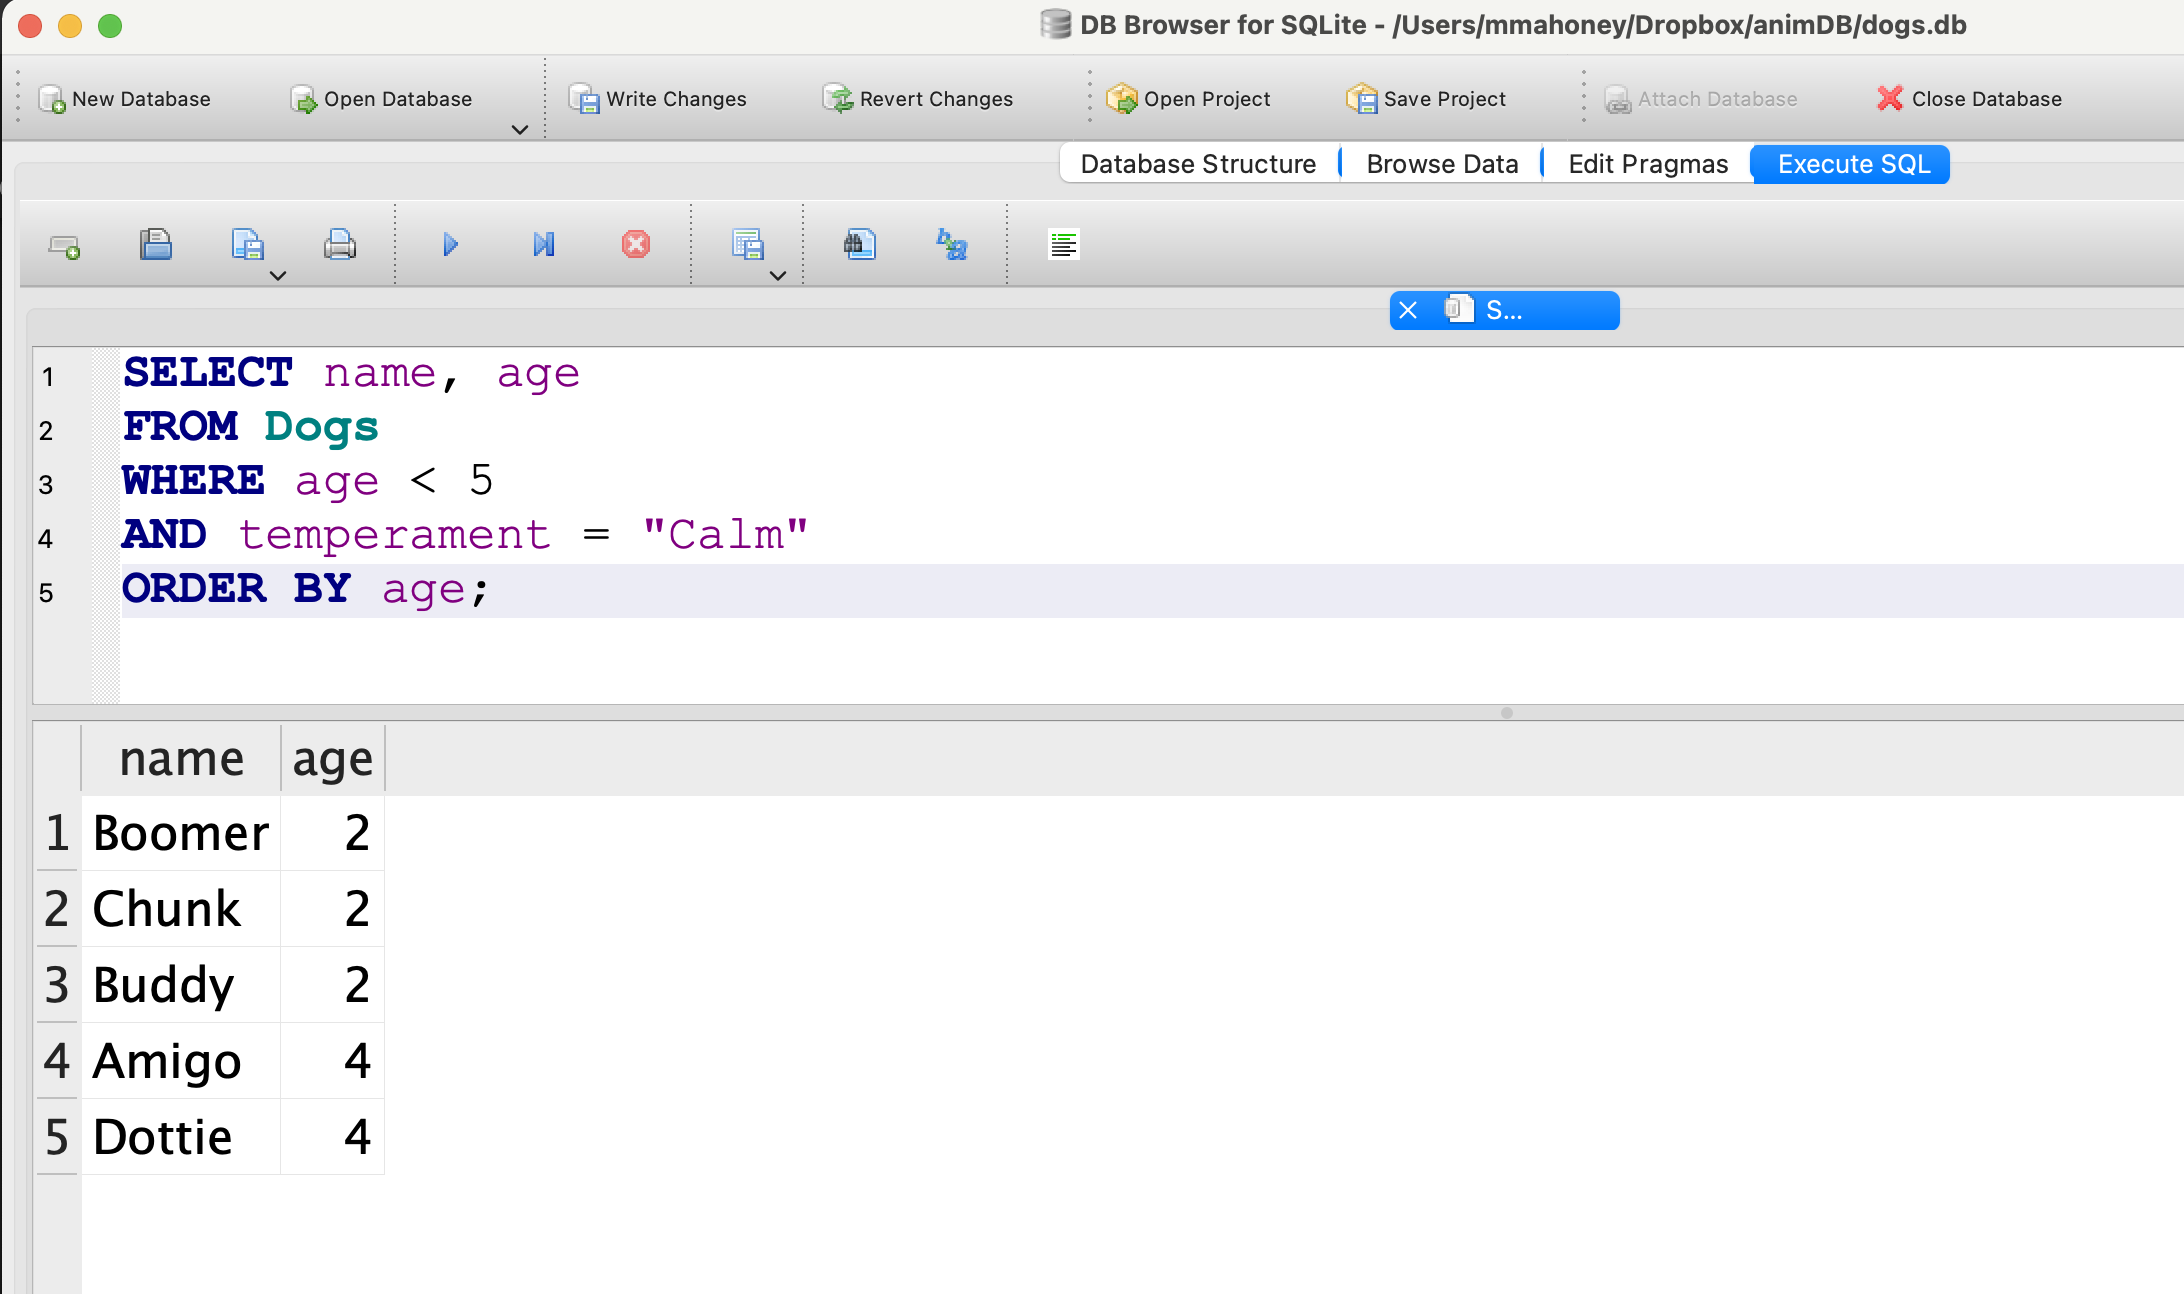 DB Browser for SQLite - /Users/mmahoney/Dropbox/animDB/dogs.db
New Database Open Database Write Changes Revert Changes Open Project Save Project Attach Database Close Database
Database Structure Browse Data Edit Pragmas Execute SQL
S...
1 SELECT name, age
2 FROM Dogs
3 WHERE age < 5
4 AND temperament = "Calm"
5 ORDER BY age;
name age
1 Boomer 2
2 Chunk 2
3 Buddy 2
4 Amigo 4
5 Dottie 4